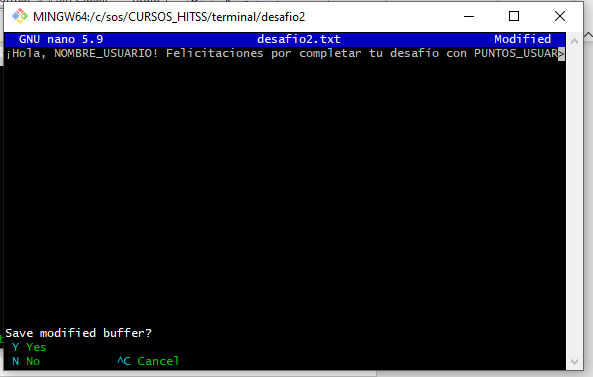 MINGW64:/c/sos/CURSOS_HITSS/terminal/desafio2
GNU nano 5.9 desafio2.txt Modified
¡Hola, NOMBRE_USUARIO! Felicitaciones por completar tu desafío con PUNTOS_USUAR>
Save modified buffer?
Y Yes
N No ^C Cancel